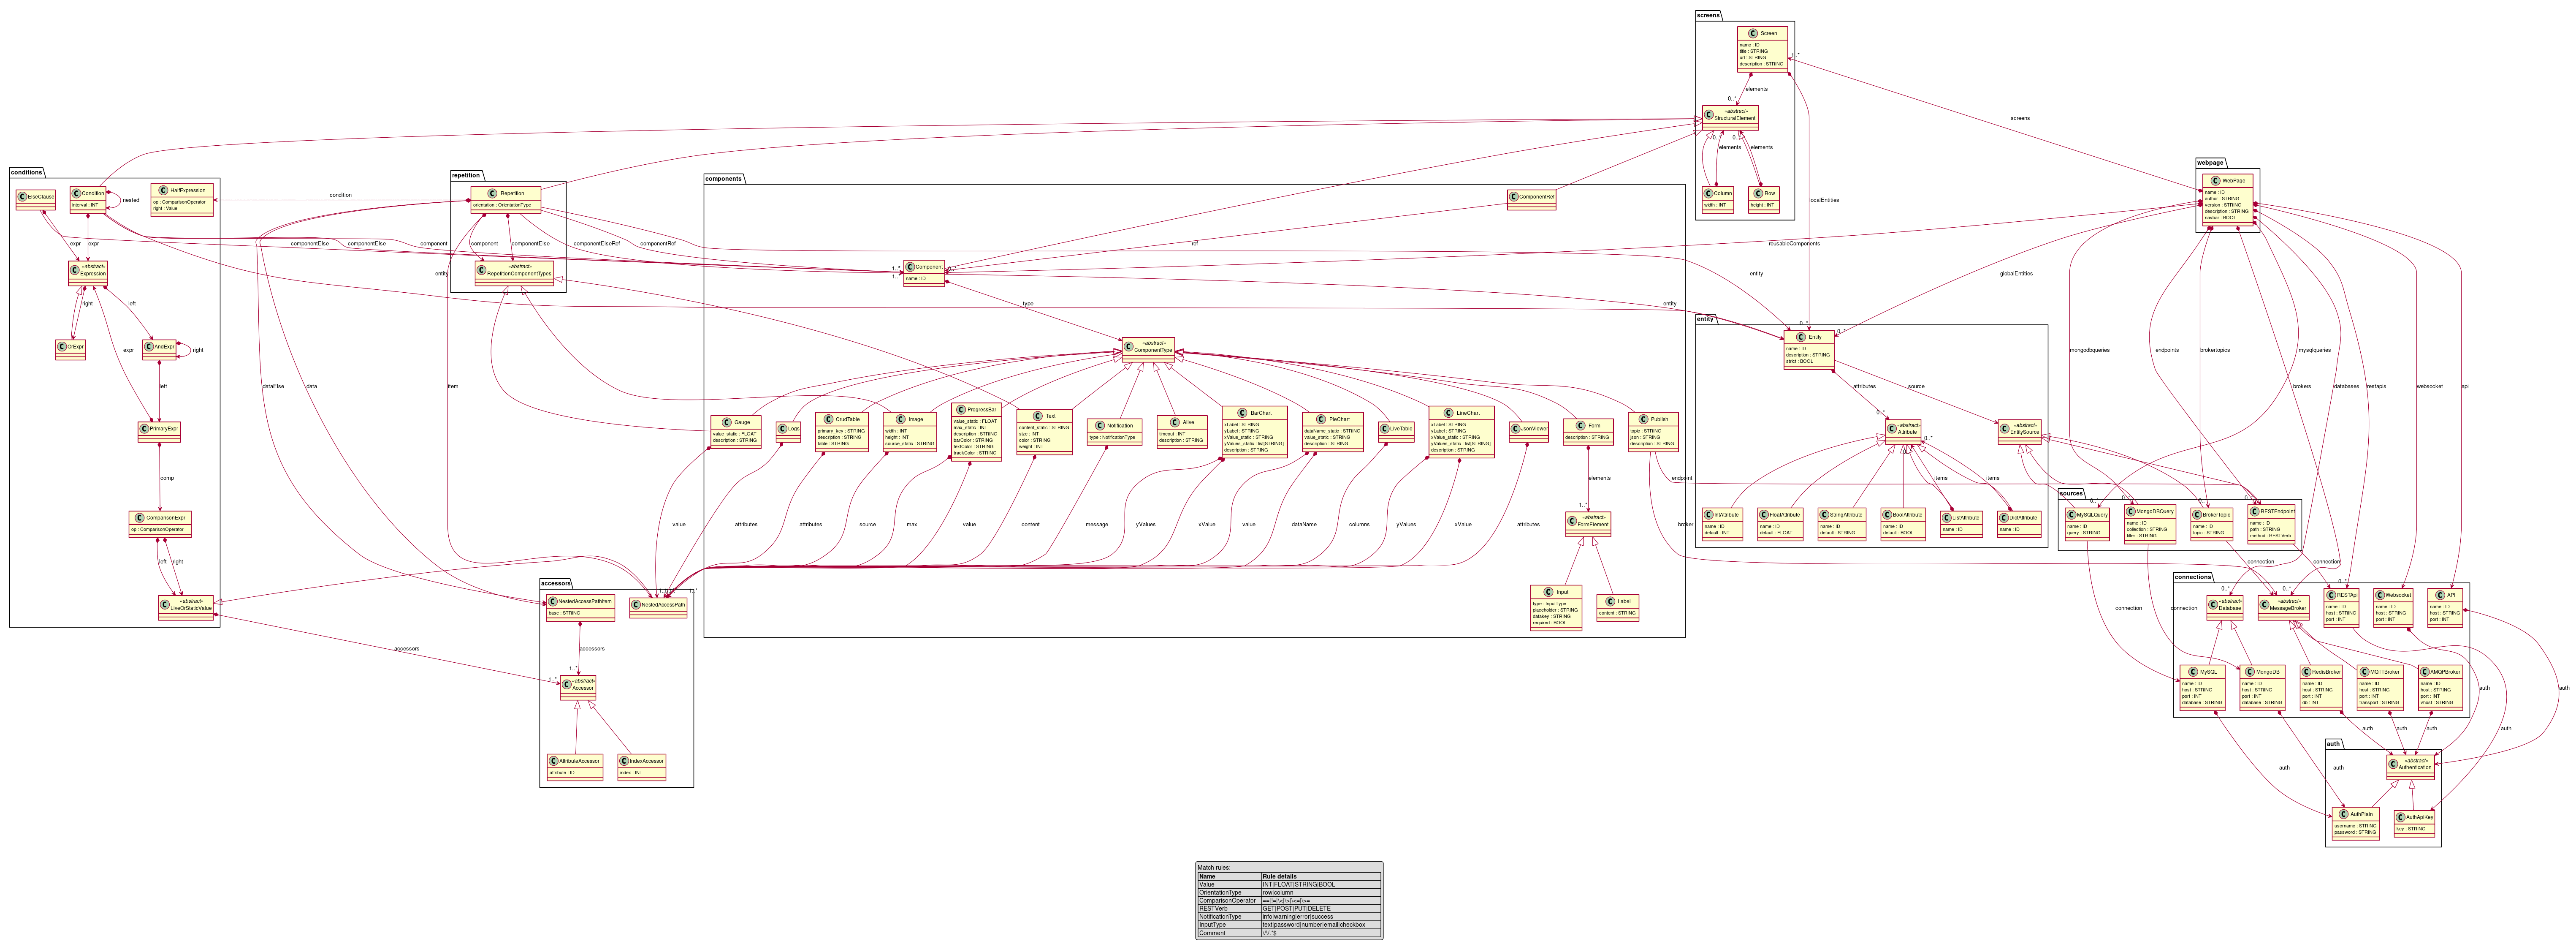 screens
Screen
name : ID
title : STRING
url : STRING
description : STRING
1..*
elements
0..*
«abstract»
StructuralElement
screens
0..*
elements
0..*
elements
Column
width : INT
Row
height : INT
localEntities
webpage
WebPage
name : ID
author : STRING
version : STRING
description : STRING
navbar : BOOL
conditions
ElseClause
Condition
interval : INT
nested
HalfExpression
op : ComparisonOperator
right : Value
condition
expr
expr
componentElse
componentElse
component
«abstract»
Expression
right
left
OrExpr
AndExpr
right
expr
left
PrimaryExpr
comp
ComparisonExpr
op : ComparisonOperator
left
right
«abstract»
LiveOrStaticValue
accessors
repetition
Repetition
orientation : OrientationType
component
componentElse
componentElseRef
componentRef
«abstract»
RepetitionComponentTypes
entity
dataElse
data
item
components
ComponentRef
ref
reusableComponents
Component
name : ID
1..*
1..*
0..*
type
entity
entity
«abstract»
ComponentType
Gauge
value_static : FLOAT
description : STRING
Logs
CrudTable
primary_key : STRING
description : STRING
table : STRING
Image
width : INT
height : INT
source_static : STRING
ProgressBar
value_static : FLOAT
max_static : INT
description : STRING
barColor : STRING
textColor : STRING
trackColor : STRING
Text
content_static : STRING
size : INT
color : STRING
weight : INT
Notification
type : NotificationType
Alive
timeout : INT
description : STRING
BarChart
xLabel : STRING
yLabel : STRING
xValue_static : STRING
yValues_static : list[STRING]
description : STRING
PieChart
dataName_static : STRING
value_static : STRING
description : STRING
LiveTable
LineChart
xLabel : STRING
yLabel : STRING
xValue_static : STRING
yValues_static : list[STRING]
description : STRING
JsonViewer
Form
description : STRING
Publish
topic : STRING
json : STRING
description : STRING
value
attributes
attributes
source
max
value
content
message
yValues
xValue
value
dataName
columns
yValues
xValue
attributes
elements
1..*
endpoint
broker
«abstract»
FormElement
Input
type : InputType
placeholder : STRING
datakey : STRING
required : BOOL
Label
content : STRING
accessors
NestedAccessPathItem
base : STRING
NestedAccessPath
accessors
1..*
1..*
«abstract»
Accessor
AttributeAccessor
attribute : ID
IndexAccessor
index : INT
entity
0..*
0..*
Entity
name : ID
description : STRING
strict : BOOL
globalEntities
attributes
source
0..*
«abstract»
Attribute
0..*
«abstract»
EntitySource
items
items
IntAttribute
name : ID
default : INT
FloatAttribute
name : ID
default : FLOAT
StringAttribute
name : ID
default : STRING
BoolAttribute
name : ID
default : BOOL
ListAttribute
name : ID
DictAttribute
name : ID
mongodbqueries
endpoints
brokertopics
mysqlqueries
brokers
databases
restapis
websocket
api
sources
0..*
0..*
0..*
0..*
MySQLQuery
name : ID
query : STRING
MongoDBQuery
name : ID
collection : STRING
filter : STRING
BrokerTopic
name : ID
topic : STRING
RESTEndpoint
name : ID
path : STRING
method : RESTVerb
connection
connection
connection
connection
connections
0..*
0..*
0..*
«abstract»
Database
«abstract»
MessageBroker
RESTApi
name : ID
host : STRING
port : INT
Websocket
name : ID
host : STRING
port : INT
API
name : ID
host : STRING
port : INT
MySQL
name : ID
host : STRING
port : INT
database : STRING
MongoDB
name : ID
host : STRING
port : INT
database : STRING
RedisBroker
name : ID
host : STRING
port : INT
db : INT
MQTTBroker
name : ID
host : STRING
port : INT
transport : STRING
AMQPBroker
name : ID
host : STRING
port : INT
vhost : STRING
auth
auth
auth
auth
auth
auth
auth
auth
auth
«abstract»
Authentication
AuthPlain
username : STRING
password : STRING
AuthApiKey
key : STRING
Match rules:
Name Rule details
Value INT|FLOAT|STRING|BOOL
OrientationType row|column
ComparisonOperator
RESTVerb GET|POST|PUT|DELETE
NotificationType info|warning|error|success
InputType text|password|number|email|checkbox
Comment